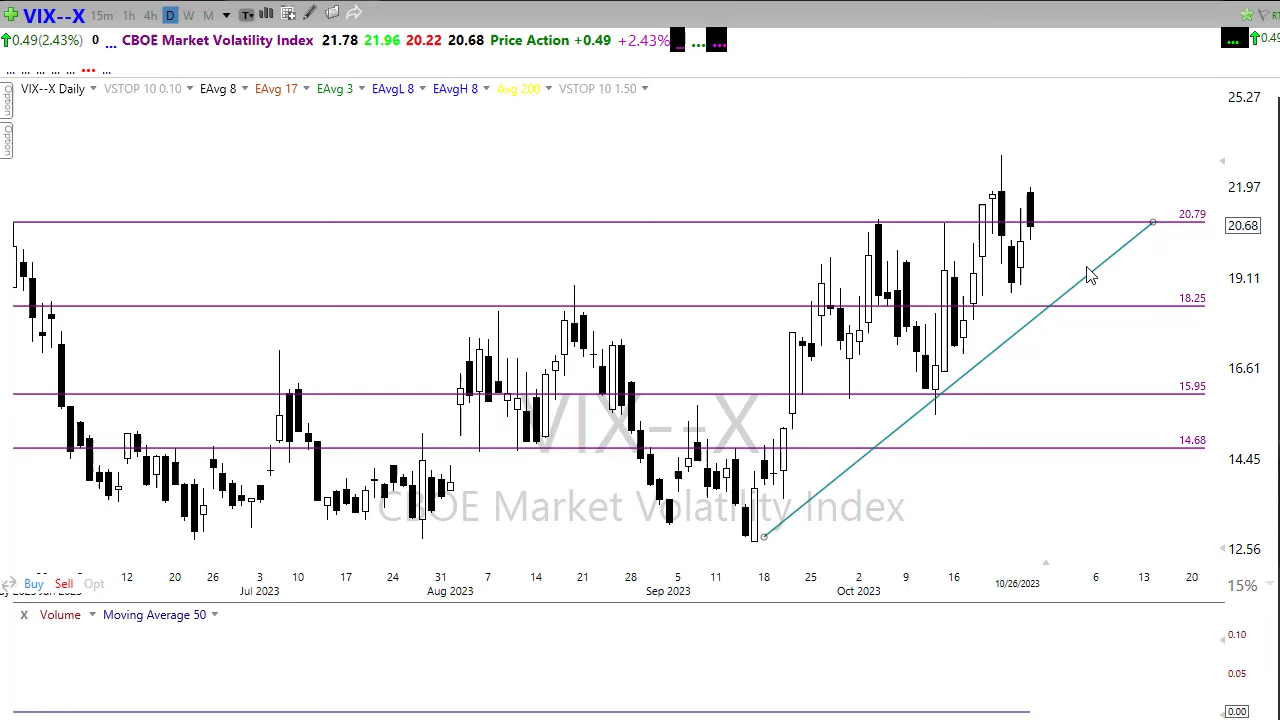 VIX--X 15m 1h 4h D W M T
0.49(2.43%) 0 ... CBOE Market Volatility Index 21.78 21.96 20.22 20.68 Price Action +0.49 +2.43% ... ... ... ... 0.49
... ... ... ... ... ... ...
VIX--X Daily VSTOP 10 0.10 EAvg 8 EAvg 17 EAvg 3 EAvgL 8 EAvgH 8 Avg 200 VSTOP 10 1.50
Option
Option
25.27
21.97
20.79
20.68
19.11
18.25
16.61
15.95
14.68
14.45
12.56
VIX--X
CBOE Market Volatility Index
12 20 26 3 10 17 24 31 7 14 21 28 5 11 18 25 2 9 16 10/26/2023 6 13 20
Jul 2023 Aug 2023 Sep 2023 Oct 2023
Buy Sell Opt
15%
X Volume Moving Average 50
0.10
0.05
0.00